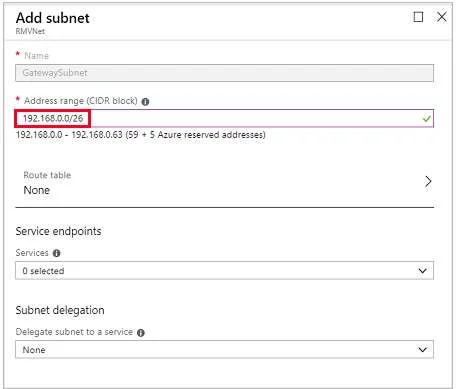 Add subnet
RMVNet
* Name
GatewaySubnet
* Address range (CIDR block)
192.168.0.0/26
192.168.0.0 - 192.168.0.63 (59 + 5 Azure reserved addresses)
Route table
None
Service endpoints
Services
0 selected
Subnet delegation
Delegate subnet to a service
None